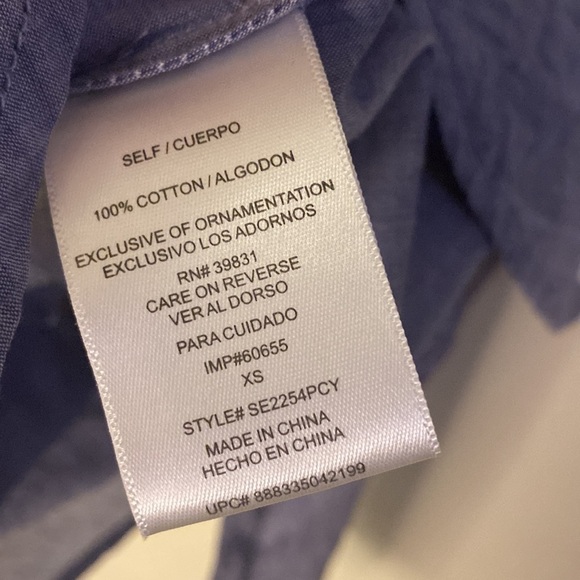 SELF / CUERPO
100% COTTON / ALGODON
EXCLUSIVE OF ORNAMENTATION
EXCLUSIVO LOS ADORNOS
RN# 39831
CARE ON REVERSE
VER AL DORSO
PARA CUIDADO
IMP#60655
XS
STYLE# SE2254PCY
MADE IN CHINA
HECHO EN CHINA
UPC# 888335042199